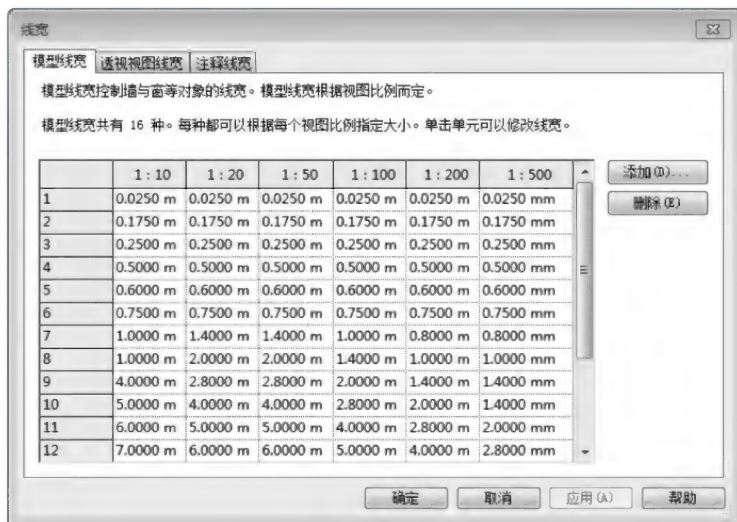 线宽
模型线宽 透视视图线宽 注释线宽
模型线宽控制墙与窗等对象的线宽。模型线宽根据视图比例而定。
模型线宽共有 16 种。每种都可以根据每个视图比例指定大小。单击单元可以修改线宽。
1 : 10 1 : 20 1 : 50 1 : 100 1 : 200 1 : 500 添加(D)...
1 0.0250 m 0.0250 m 0.0250 m 0.0250 m 0.0250 m 0.0250 mm 删除(E)
2 0.1750 m 0.1750 m 0.1750 m 0.1750 m 0.1750 m 0.1750 mm
3 0.2500 m 0.2500 m 0.2500 m 0.2500 m 0.2500 m 0.2500 mm
4 0.5000 m 0.5000 m 0.5000 m 0.5000 m 0.5000 m 0.5000 mm
5 0.6000 m 0.6000 m 0.6000 m 0.6000 m 0.6000 m 0.6000 mm
6 0.7500 m 0.7500 m 0.7500 m 0.7500 m 0.7500 m 0.7500 mm
7 1.0000 m 1.4000 m 1.4000 m 1.0000 m 0.8000 m 0.8000 mm
8 1.0000 m 2.0000 m 2.0000 m 1.4000 m 1.0000 m 1.0000 mm
9 4.0000 m 2.8000 m 2.8000 m 2.0000 m 1.4000 m 1.4000 mm
10 5.0000 m 4.0000 m 4.0000 m 2.8000 m 2.0000 m 1.4000 mm
11 6.0000 m 5.0000 m 5.0000 m 4.0000 m 2.8000 m 2.0000 mm
12 7.0000 m 6.0000 m 6.0000 m 5.0000 m 4.0000 m 2.8000 mm
确定 取消 应用(A) 帮助